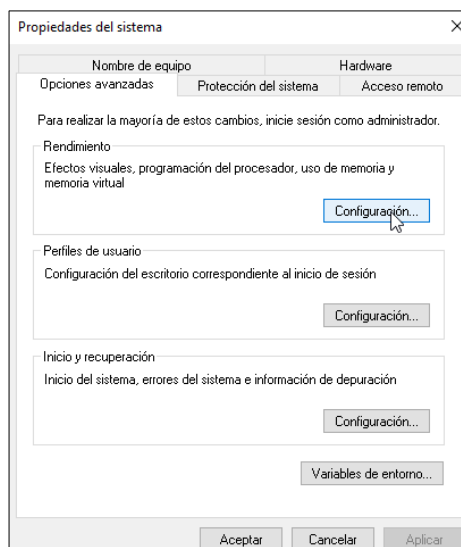 Propiedades del sistema
Nombre de equipo Hardware
Opciones avanzadas Protección del sistema Acceso remoto
Para realizar la mayoría de estos cambios, inicie sesión como administrador.
Rendimiento
Efectos visuales, programación del procesador, uso de memoria y
memoria virtual
Configuración...
Perfiles de usuario
Configuración del escritorio correspondiente al inicio de sesión
Configuración...
Inicio y recuperación
Inicio del sistema, errores del sistema e información de depuración
Configuración...
Variables de entorno...
Aceptar Cancelar Aplicar